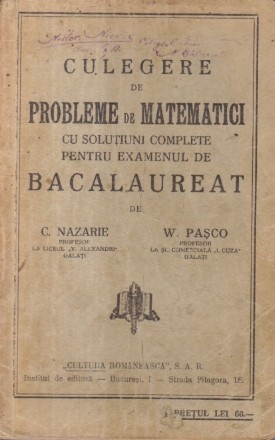 CULEGERE
DE
PROBLEME DE MATEMATICI
CU SOLUȚIUNI COMPLETE
PENTRU EXAMENUL DE
BACALAUREAT
DE
C. NAZARIE
PROFESOR
LA LICEUL „V. ALEXANDRI"
GALAȚI
W. PAȘCO
PROFESOR
LA ȘC. COMERCIALĂ „I. CUZA"
GALAȚI
„CULTURA ROMÂNEASCĂ", S. A. R.
Institut de editură — București, I — Strada Pitagora, 16.
PREȚUL LEI 60.—